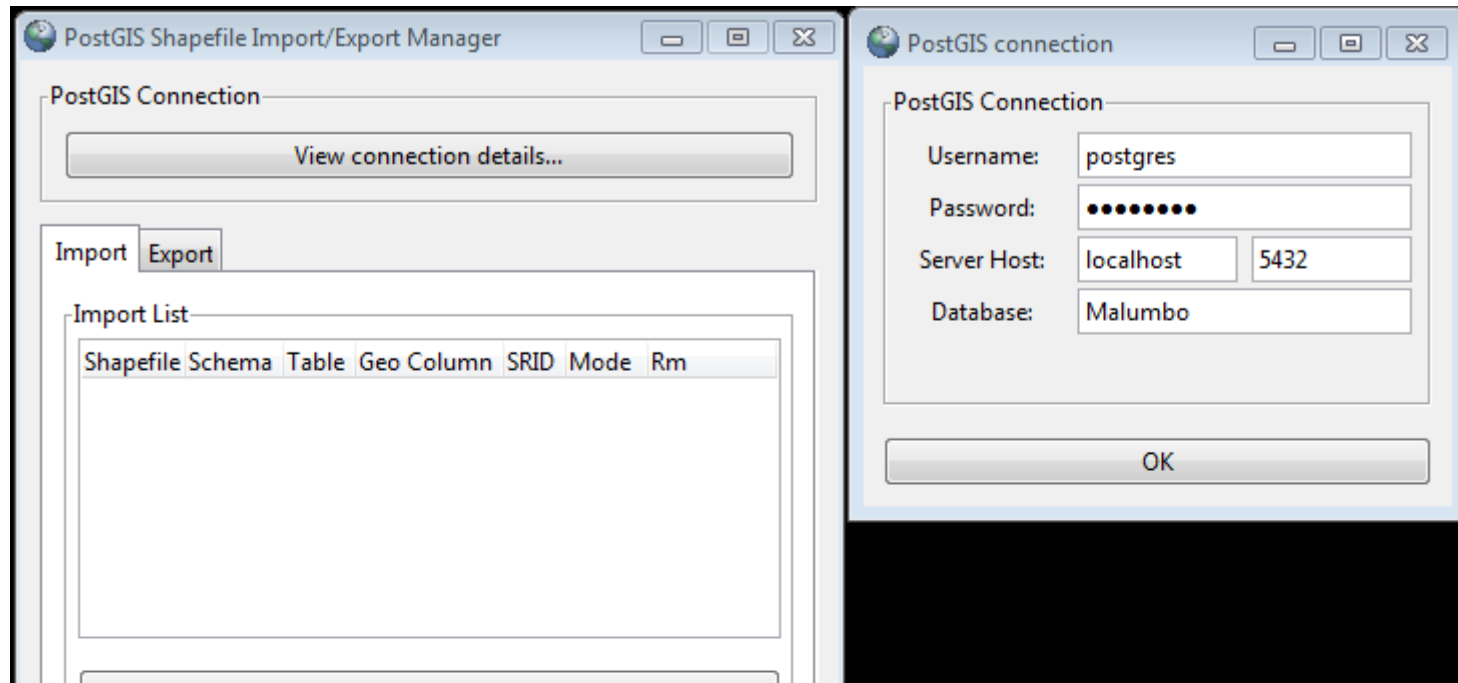 PostGIS Shapefile Import/Export Manager
PostGIS Connection
View connection details...
Import Export
Import List
Shapefile Schema Table Geo Column SRID Mode Rm
PostGIS connection
PostGIS Connection
Username: postgres
Password: ●●●●●●●●
Server Host: localhost 5432
Database: Malumbo
OK